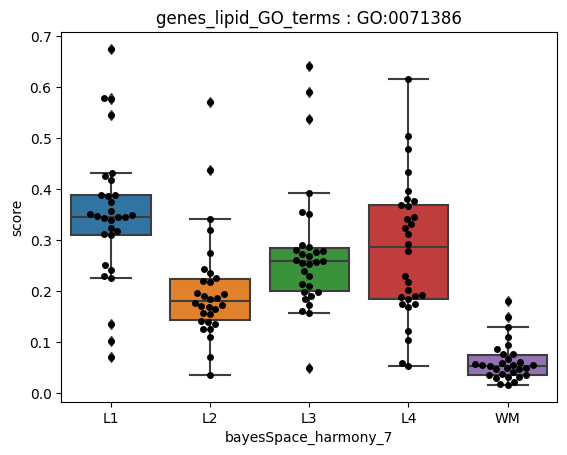 genes_lipid_GO_terms : GO:0071386
0.7
0.6
0.5
0.4
0.3
0.2
0.1
0.0
score
L1 L2 L3 L4 WM
bayesSpace_harmony_7